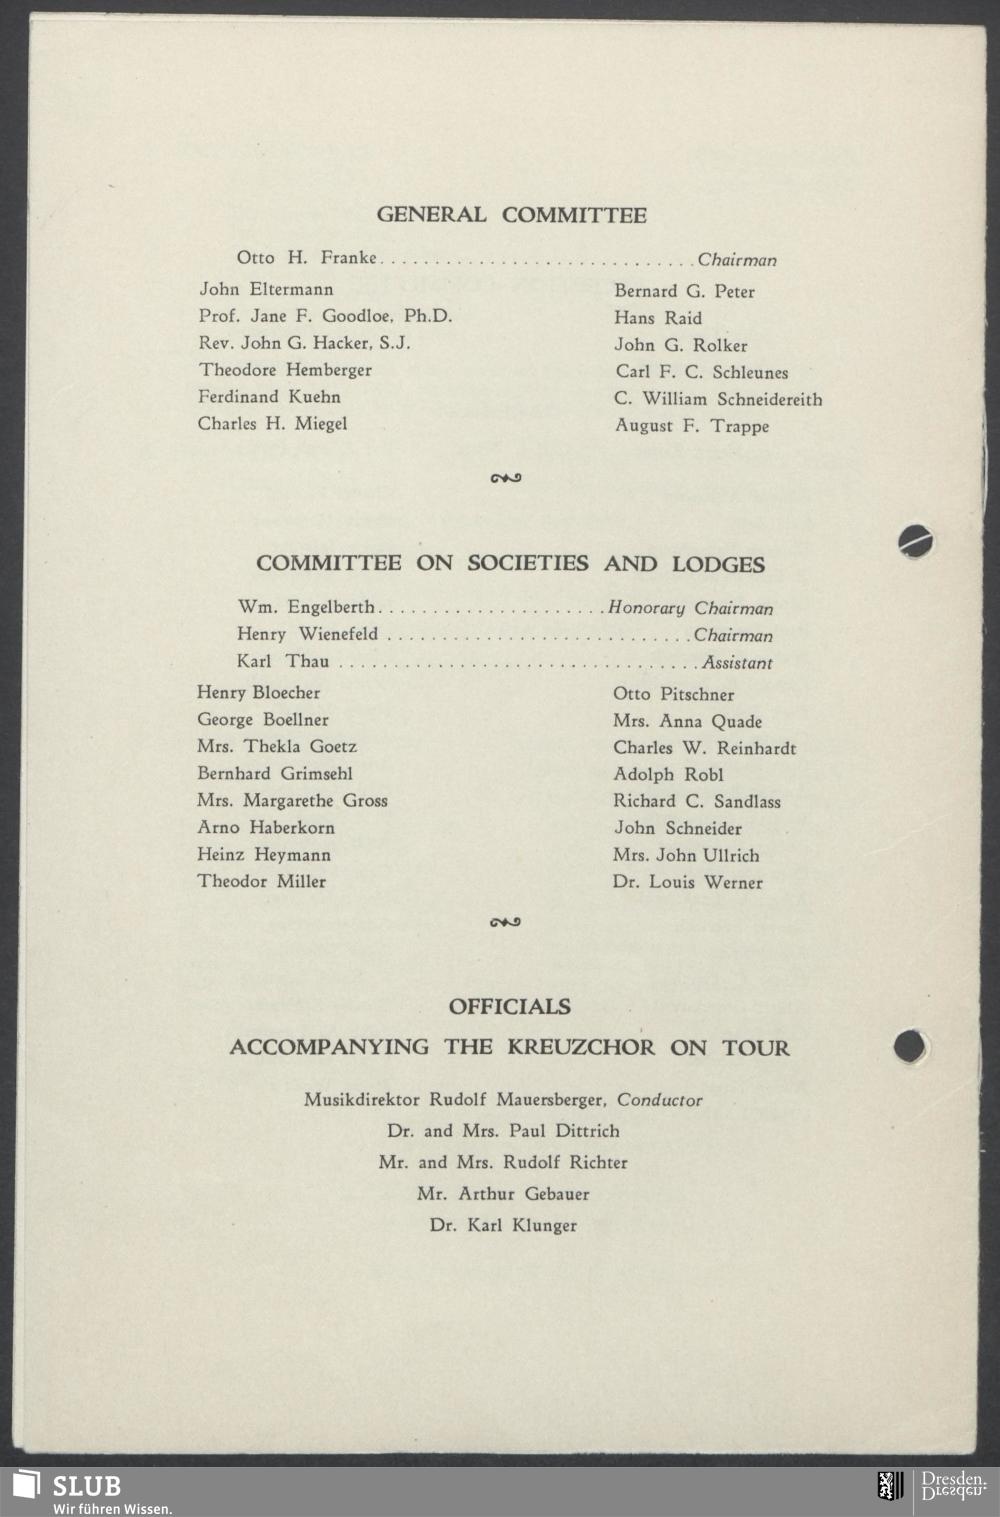 GENERAL COMMITTEE
Otto H. Franke.............................Chairman
John Eltermann
Prof. Jane F. Goodloe, Ph.D.
Rev. John G. Hacker, S.J.
Theodore Hemberger
Ferdinand Kuehn
Charles H. Miegel
Bernard G. Peter
Hans Raid
John G. Rolker
Carl F. C. Schleunes
C. William Schneidereith
August F. Trappe
COMMITTEE ON SOCIETIES AND LODGES
Wm. Engelberth.....................Honorary Chairman
Henry Wienefeld ............................Chairman
Karl Thau .................................Assistant
Henry Bloecher
George Boellner
Mrs. Thekla Goetz
Bernhard Grimsehl
Mrs. Margarethe Gross
Arno Haberkorn
Heinz Heymann
Theodor Miller
Otto Pitschner
Mrs. Anna Quade
Charles W. Reinhardt
Adolph Robl
Richard C. Sandlass
John Schneider
Mrs. John Ullrich
Dr. Louis Werner
OFFICIALS
ACCOMPANYING THE KREUZCHOR ON TOUR
Musikdirektor Rudolf Mauersberger, Conductor
Dr. and Mrs. Paul Dittrich
Mr. and Mrs. Rudolf Richter
Mr. Arthur Gebauer
Dr. Karl Klunger
SLUB
Wir führen Wissen.
Dresden.
Dresden.